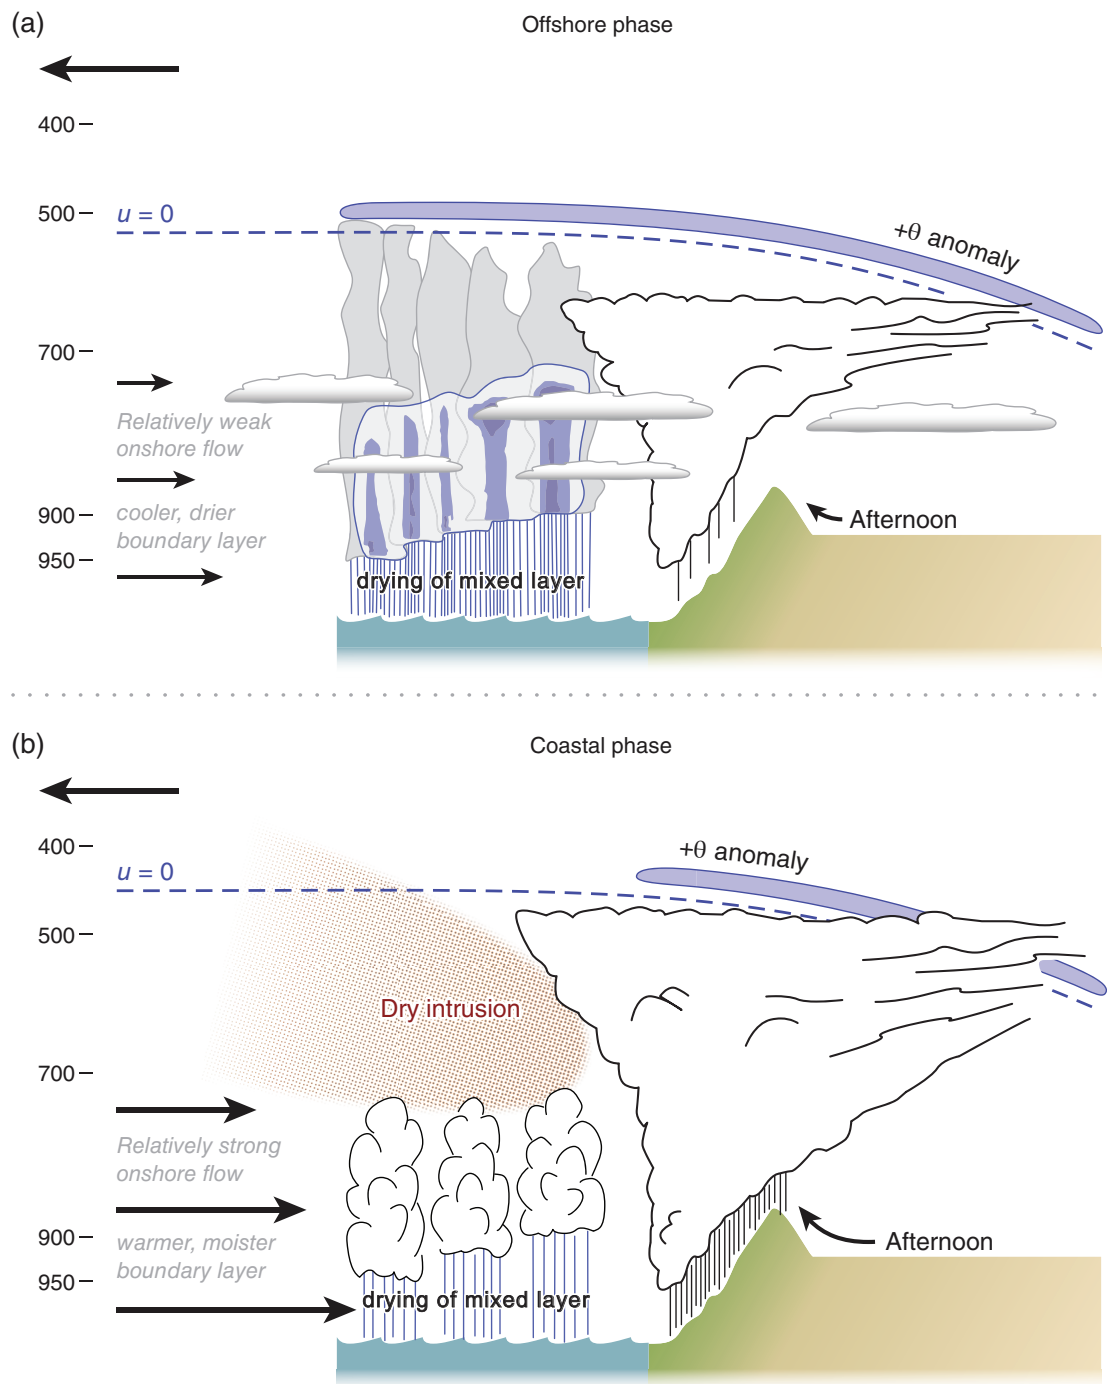 (a)
Offshore phase
400
500
u = 0
+θ anomaly
700
Relatively weak
onshore flow
900
cooler, drier
boundary layer
950
Afternoon
drying of mixed layer
(b)
Coastal phase
400
u = 0
+θ anomaly
500
Dry intrusion
700
Relatively strong
onshore flow
900
warmer, moister
boundary layer
950
Afternoon
drying of mixed layer